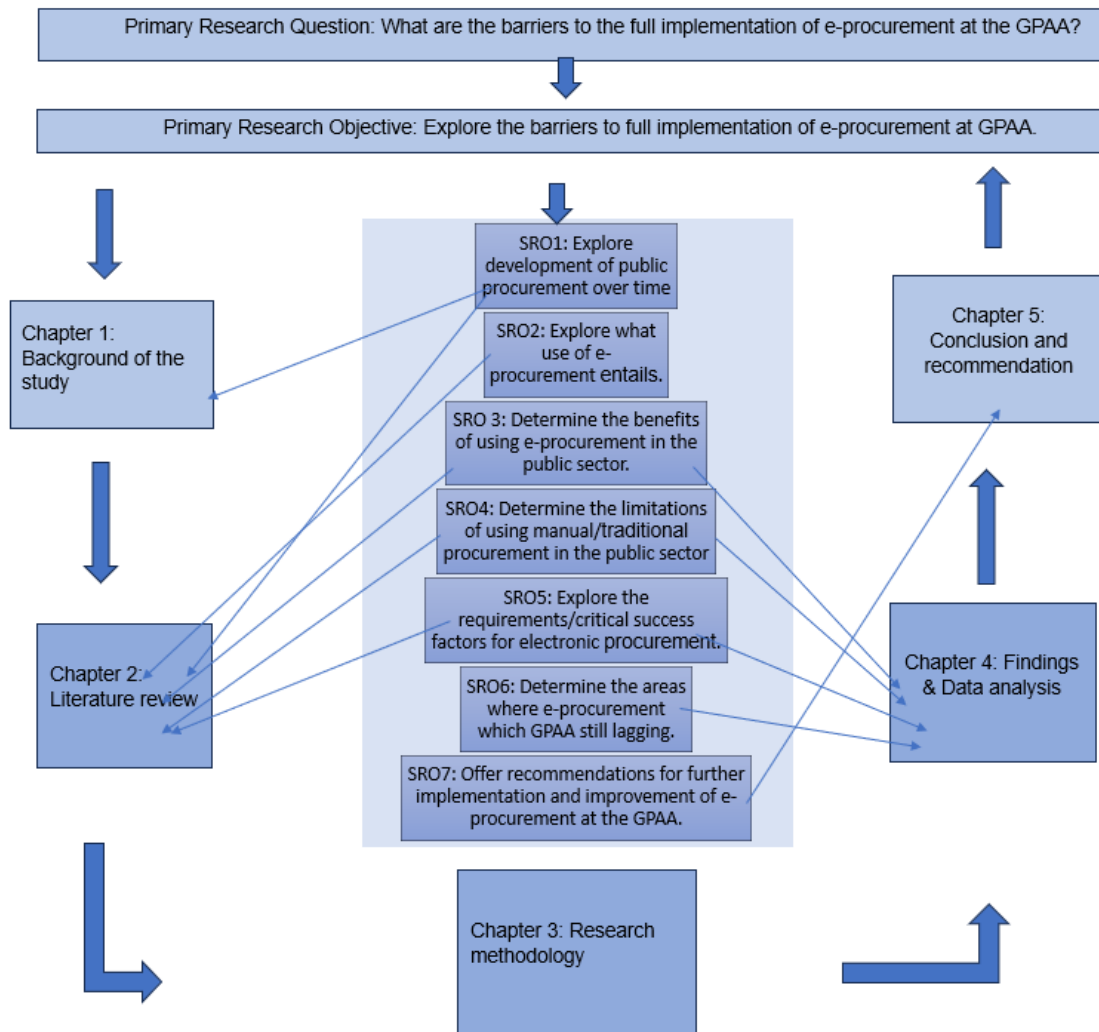 Primary Research Question: What are the barriers to the full implementation of e-procurement at the GPAA?
Primary Research Objective: Explore the barriers to full implementation of e-procurement at GPAA.
SRO1: Explore
development of public
procurement over time
SRO2: Explore what
use of e-
procurement entails.
SRO 3: Determine the benefits
of using e-procurement in the
public sector.
SRO4: Determine the limitations
of using manual/traditional
procurement in the public sector
SRO5: Explore the
requirements/critical success
factors for electronic procurement.
SRO6: Determine the areas
where e-procurement
which GPAA still lagging.
SRO7: Offer recommendations for further
implementation and improvement of e-
procurement at the GPAA.
Chapter 1:
Background of the
study
Chapter 2:
Literature review
Chapter 3: Research
methodology
Chapter 4: Findings
& Data analysis
Chapter 5:
Conclusion and
recommendation